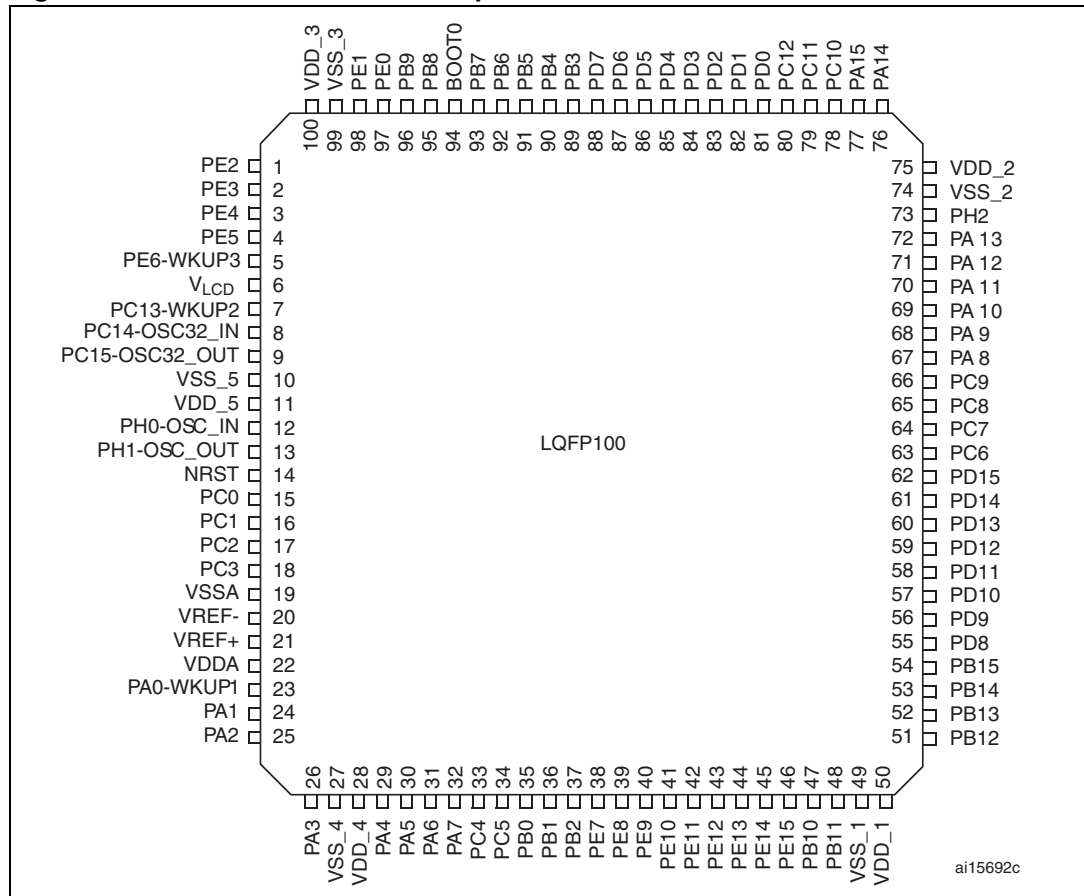 VDD_3
VSS_3
PE1
PE0
PB9
PB8
BOOT0
PB7
PB6
PB5
PB4
PB3
PD7
PD6
PD5
PD4
PD3
PD2
PD1
PD0
PC12
PC11
PC10
PA15
PA14
100 99 98 97 96 95 94 93 92 91 90 89 88 87 86 85 84 83 82 81 80 79 78 77 76
PE2 1
PE3 2
PE4 3
PE5 4
PE6-WKUP3 5
VLCD 6
PC13-WKUP2 7
PC14-OSC32_IN 8
PC15-OSC32_OUT 9
VSS_5 10
VDD_5 11
PH0-OSC_IN 12
PH1-OSC_OUT 13
NRST 14
PC0 15
PC1 16
PC2 17
PC3 18
VSSA 19
VREF- 20
VREF+ 21
VDDA 22
PA0-WKUP1 23
PA1 24
PA2 25
LQFP100
75 VDD_2
74 VSS_2
73 PH2
72 PA 13
71 PA 12
70 PA 11
69 PA 10
68 PA 9
67 PA 8
66 PC9
65 PC8
64 PC7
63 PC6
62 PD15
61 PD14
60 PD13
59 PD12
58 PD11
57 PD10
56 PD9
55 PD8
54 PB15
53 PB14
52 PB13
51 PB12
26 27 28 29 30 31 32 33 34 35 36 37 38 39 40 41 42 43 44 45 46 47 48 49 50
PA3
VSS_4
VDD_4
PA4
PA5
PA6
PA7
PC4
PC5
PB0
PB1
PB2
PE7
PE8
PE9
PE10
PE11
PE12
PE13
PE14
PE15
PB10
PB11
VSS_1
VDD_1
ai15692c